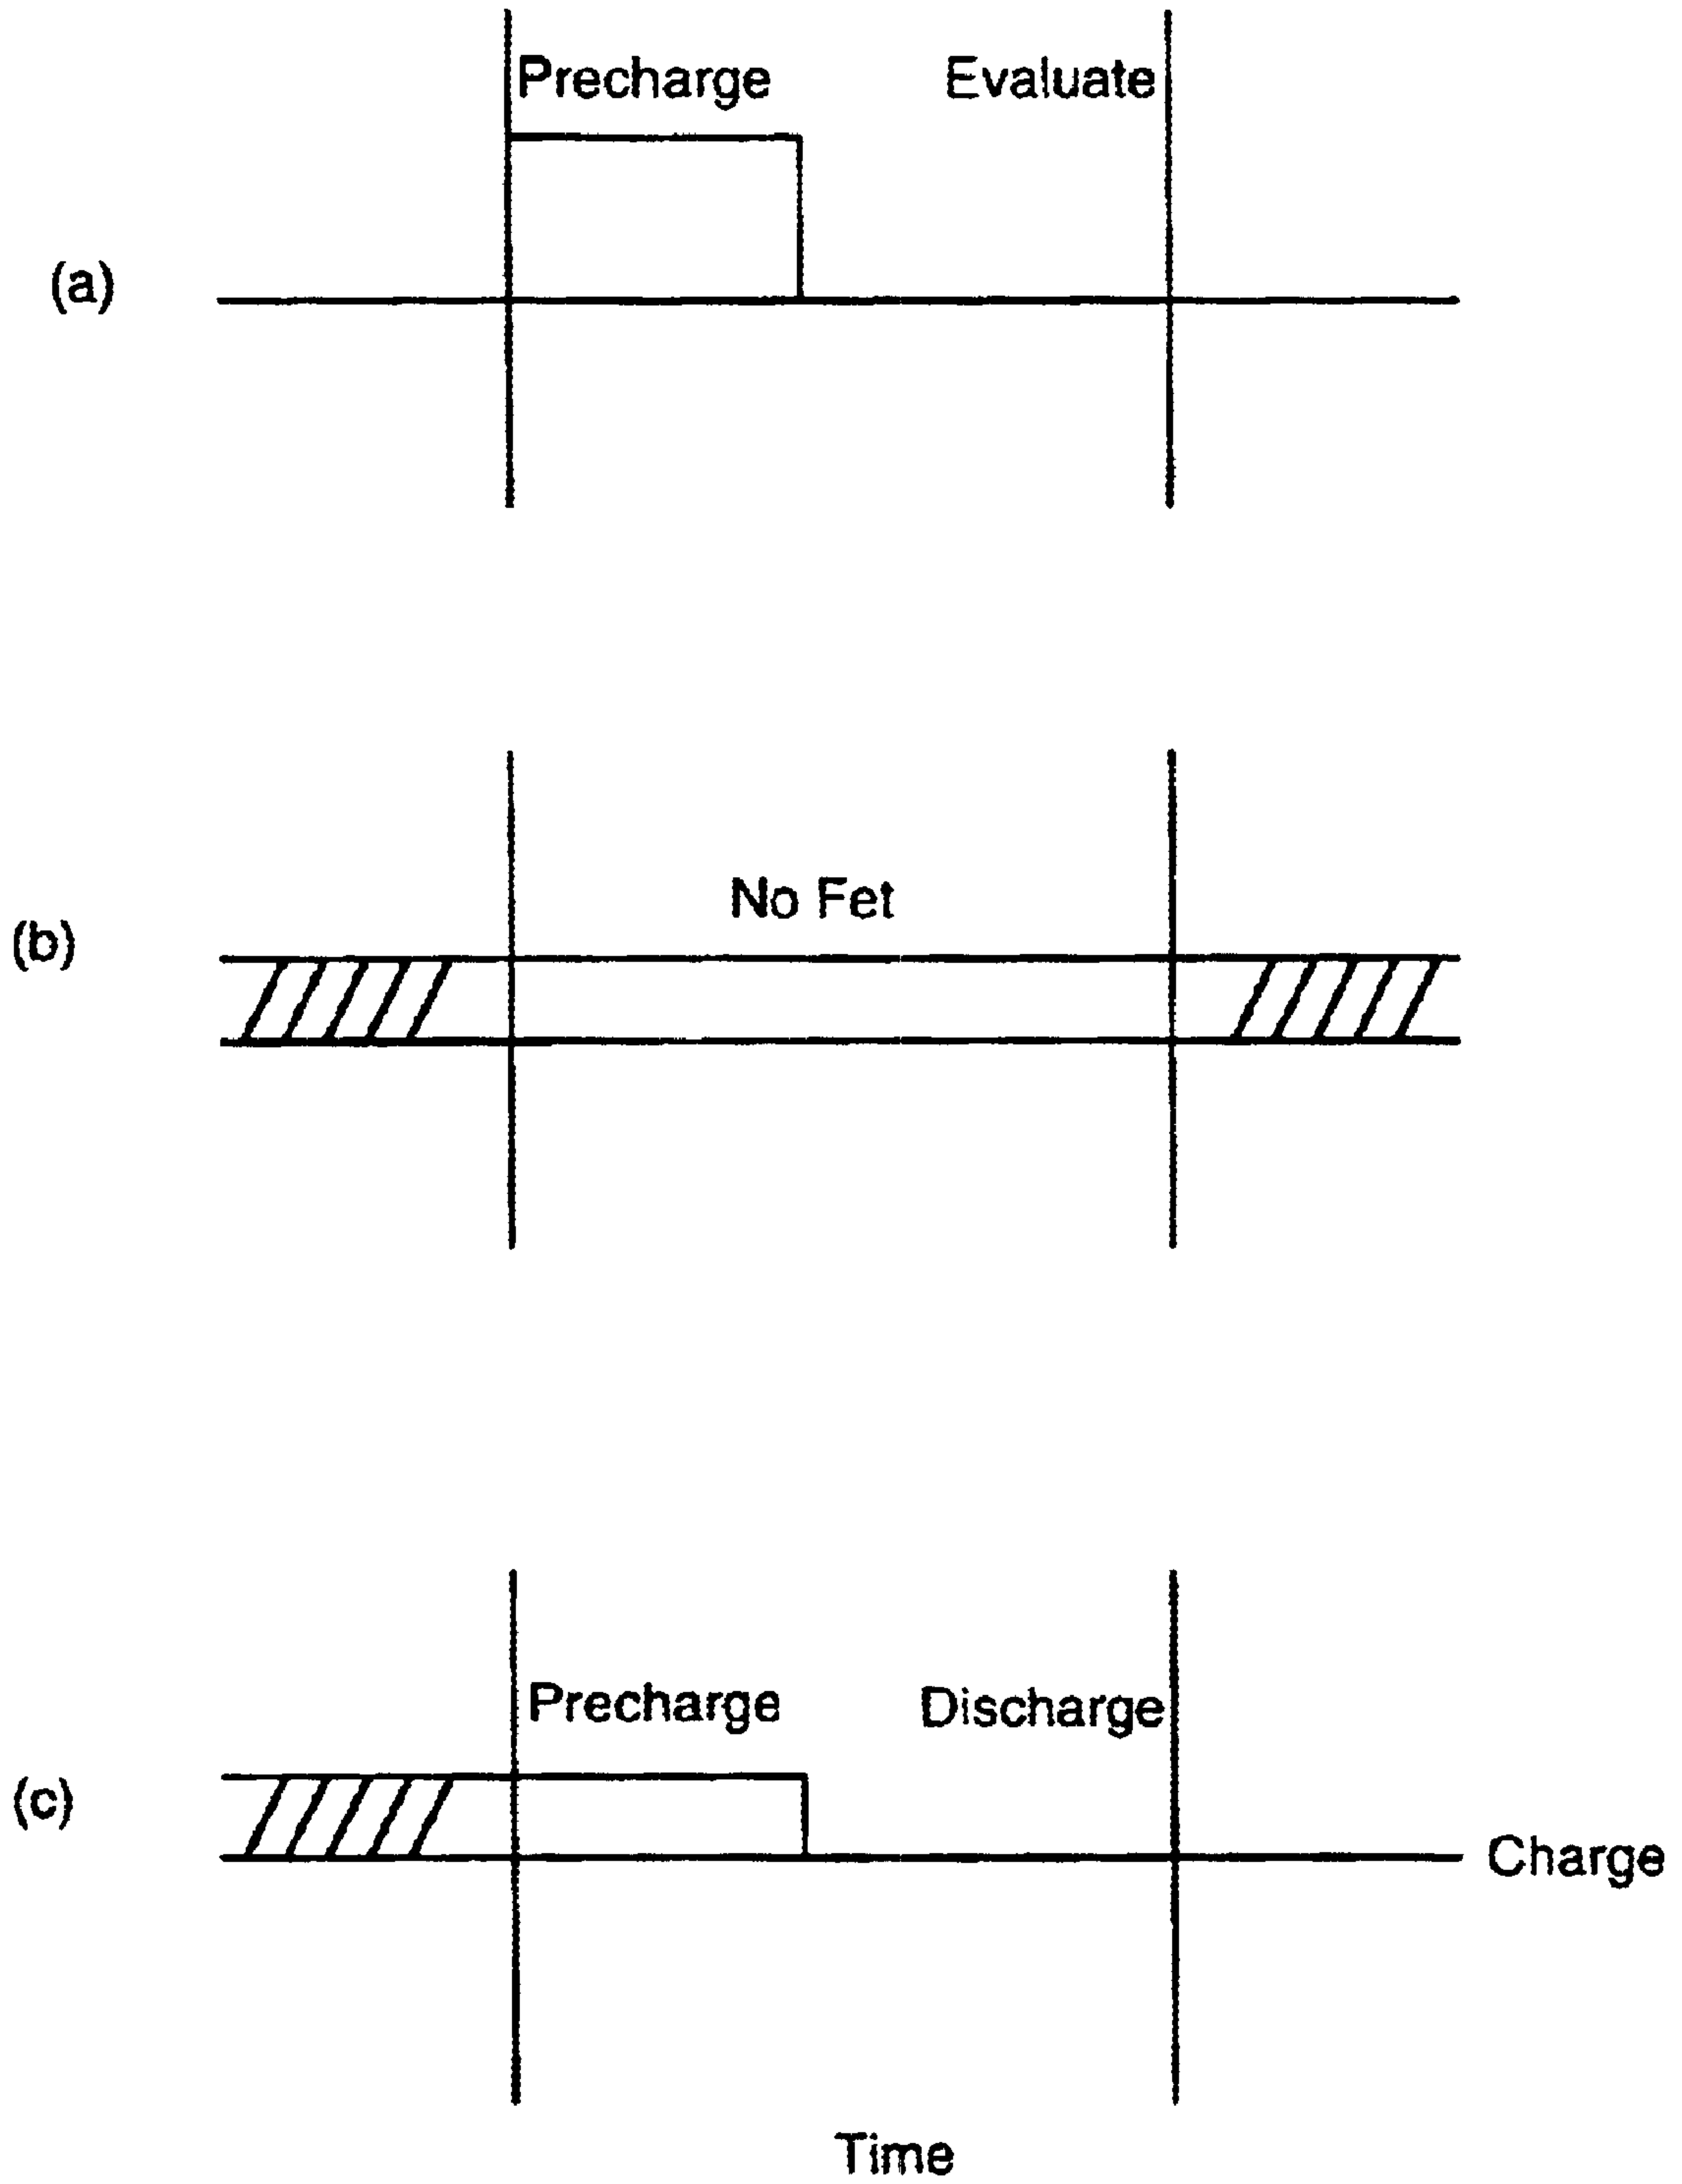 Precharge Evaluate
(a)
No Fet
(b)
Precharge Discharge
(c)
Charge
Time